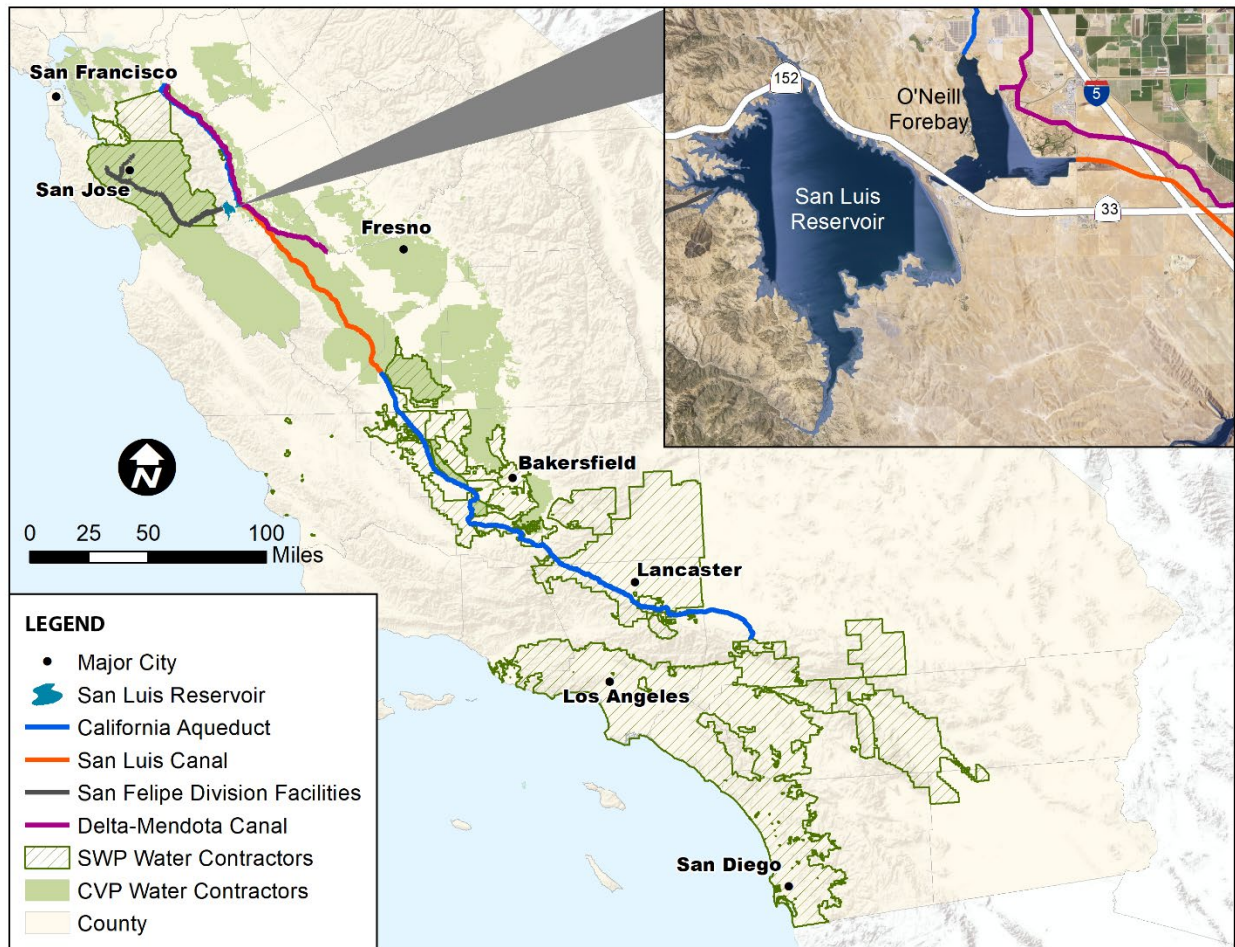 San Francisco
San Jose
Fresno
Bakersfield
Lancaster
Los Angeles
San Diego
152
5
O'Neill
Forebay
San Luis
Reservoir
33
N
0 25 50 100
Miles
LEGEND
Major City
San Luis Reservoir
California Aqueduct
San Luis Canal
San Felipe Division Facilities
Delta-Mendota Canal
SWP Water Contractors
CVP Water Contractors
County